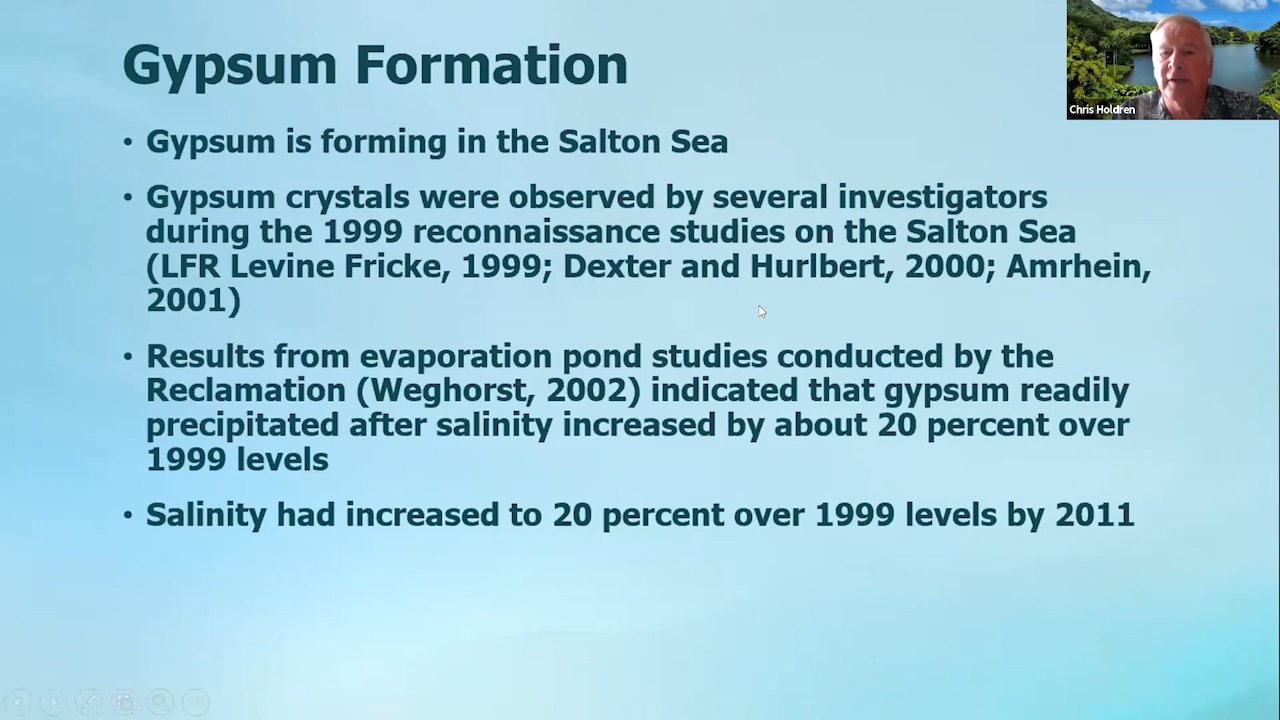 Gypsum Formation
Chris Holdren
• Gypsum is forming in the Salton Sea
• Gypsum crystals were observed by several investigators
during the 1999 reconnaissance studies on the Salton Sea
(LFR Levine Fricke, 1999; Dexter and Hurlbert, 2000; Amrhein,
2001)
• Results from evaporation pond studies conducted by the
Reclamation (Weghorst, 2002) indicated that gypsum readily
precipitated after salinity increased by about 20 percent over
1999 levels
• Salinity had increased to 20 percent over 1999 levels by 2011